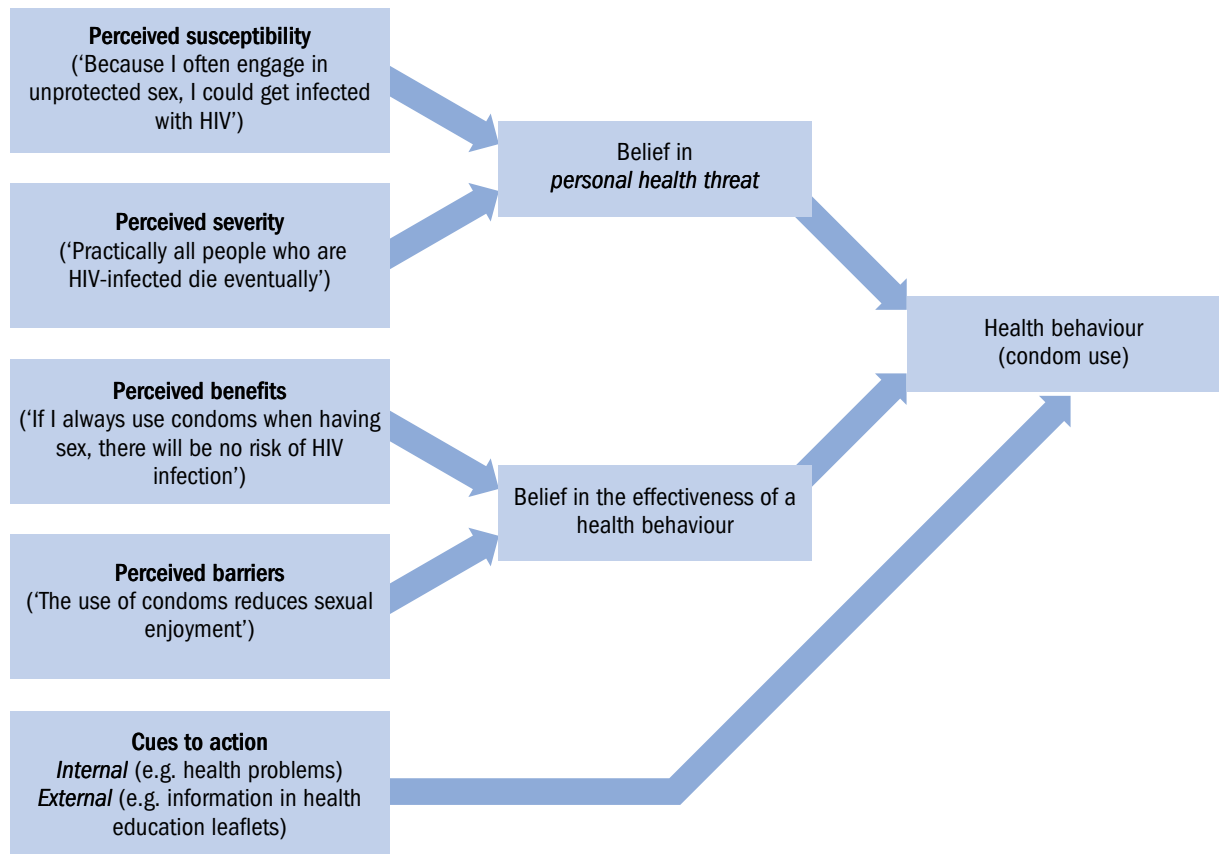 Perceived susceptibility
(‘Because I often engage in
unprotected sex, I could get infected
with HIV’)
Belief in
personal health threat
Perceived severity
(‘Practically all people who are
HIV-infected die eventually’)
Health behaviour
(condom use)
Perceived benefits
(‘If I always use condoms when having
sex, there will be no risk of HIV
infection’)
Belief in the effectiveness of a
health behaviour
Perceived barriers
(‘The use of condoms reduces sexual
enjoyment’)
Cues to action
Internal (e.g. health problems)
External (e.g. information in health
education leaflets)